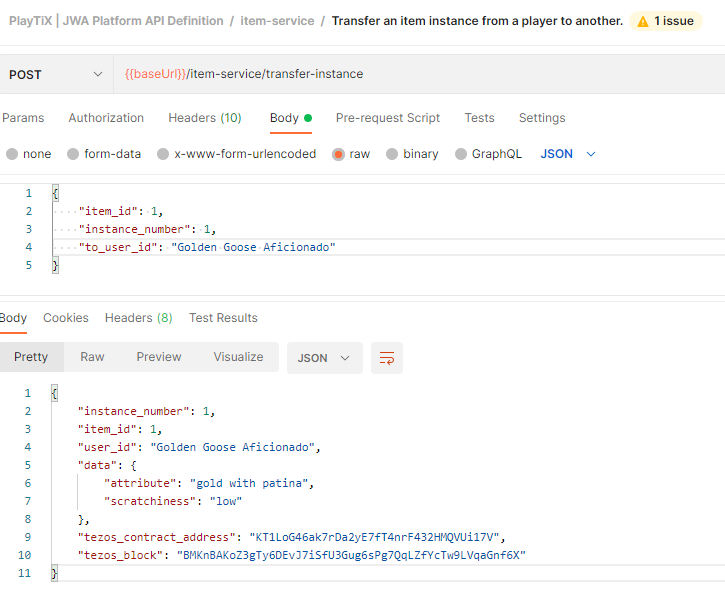 PlayTiX | JWA Platform API Definition / item-service / Transfer an item instance from a player to another. 1 issue
POST {{baseUrl}}/item-service/transfer-instance
Params Authorization Headers (10) Body Pre-request Script Tests Settings
none form-data x-www-form-urlencoded raw binary GraphQL JSON
1 {
2 ····"item_id":·1,
3 ····"instance_number":·1,
4 ····"to_user_id":·"Golden·Goose·Aficionado"
5 }
Body Cookies Headers (8) Test Results
Pretty Raw Preview Visualize JSON
1 {
2 "instance_number": 1,
3 "item_id": 1,
4 "user_id": "Golden Goose Aficionado",
5 "data": {
6 "attribute": "gold with patina",
7 "scratchiness": "low"
8 },
9 "tezos_contract_address": "KT1LoG46ak7rDa2yE7fT4nrF432HMQVUi17V",
10 "tezos_block": "BMKnBAKoZ3gTy6DEvJ7iSfU3Gug6sPg7QqLZfYcTw9LVqaGnf6X"
11 }